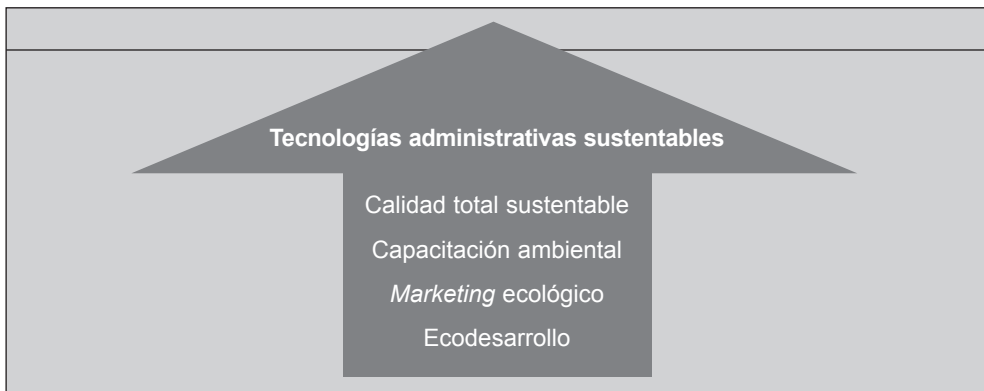 Tecnologías administrativas sustentables
Calidad total sustentable
Capacitación ambiental
Marketing ecológico
Ecodesarrollo